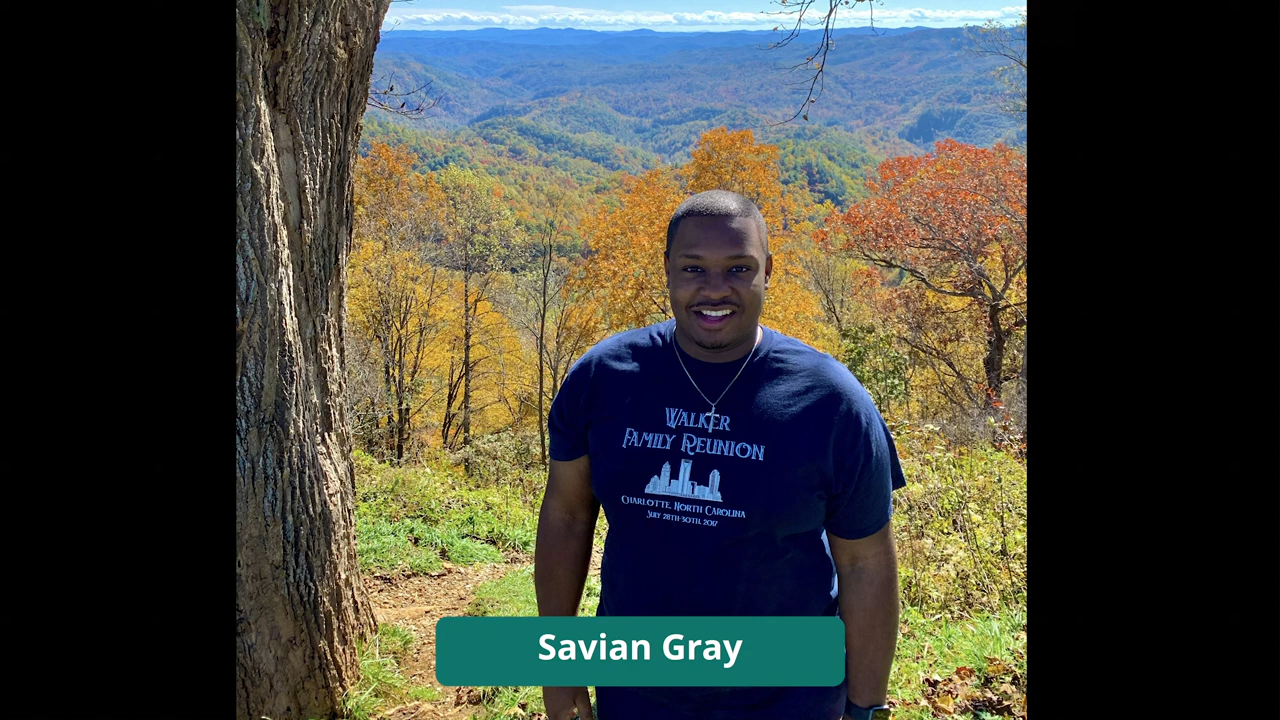 Walker
Family Reunion
Charlotte, North Carolina
July 28th-30th, 2017
Savian Gray